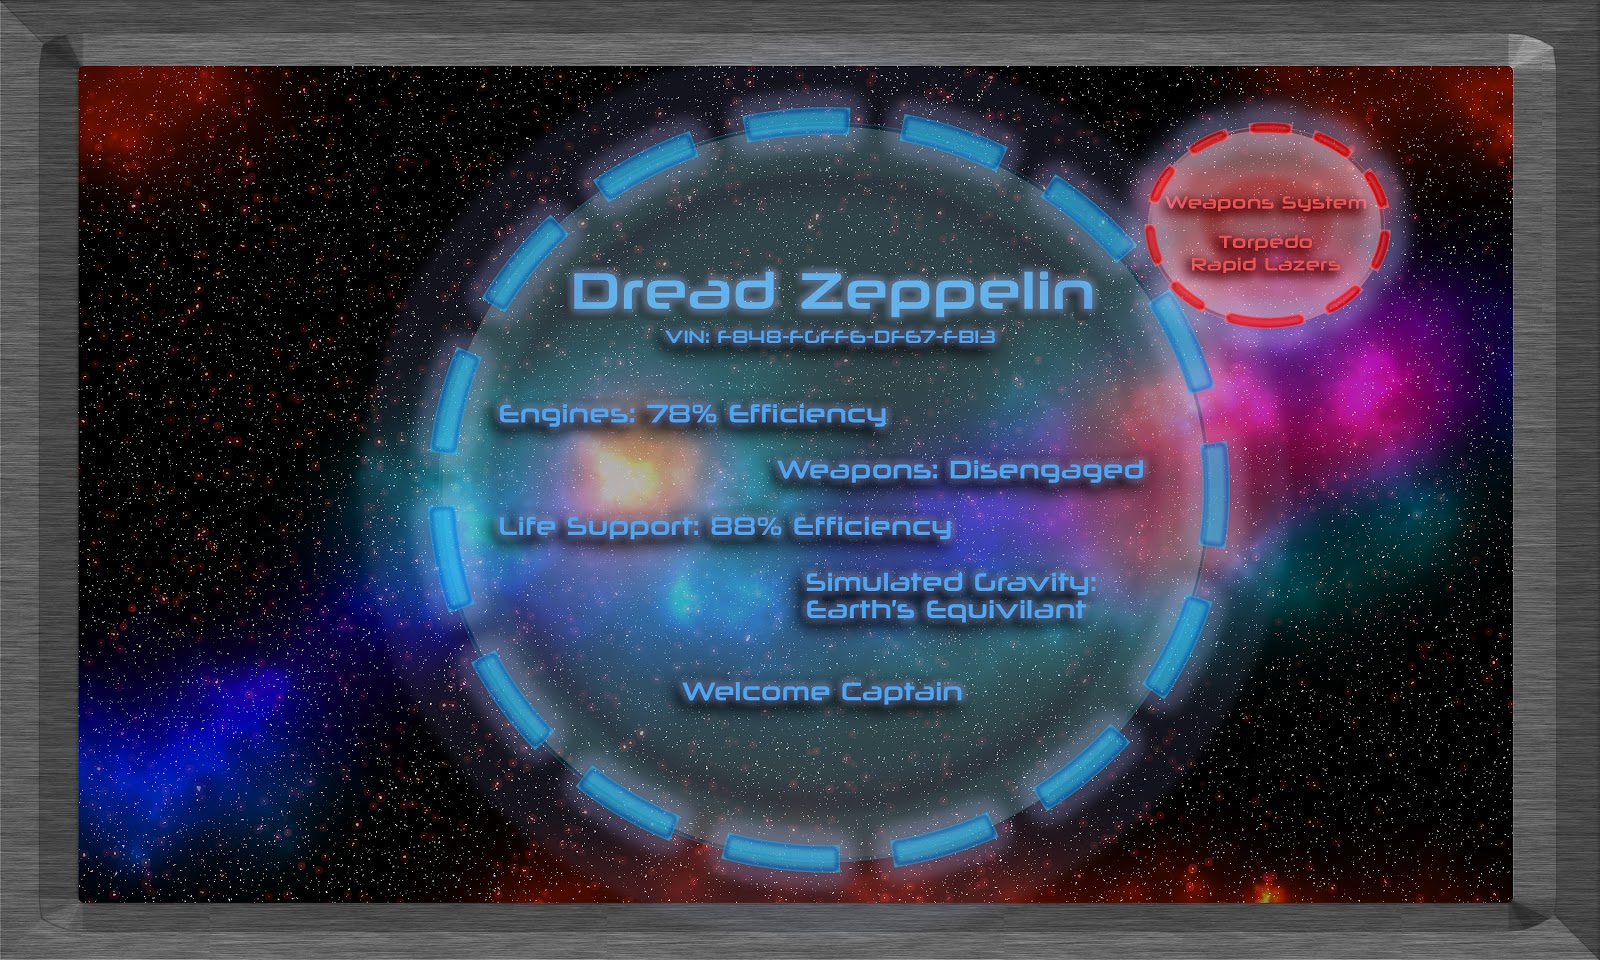 Dread Zeppelin
VIN: F848-FGFF6-DF67-FB13
Engines: 78% Efficiency
Weapons: Disengaged
Life Support: 88% Efficiency
Simulated Gravity:
Earth's Equivilant
Welcome Captain
Weapons System
Torpedo
Rapid Lazers